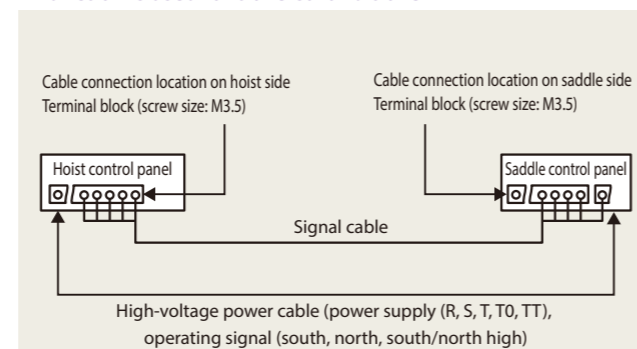 Cable connection location on hoist side
Terminal block (screw size: M3.5)
Cable connection location on saddle side
Terminal block (screw size: M3.5)
Hoist control panel
Saddle control panel
Signal cable
High-voltage power cable (power supply (R, S, T, T0, TT),
operating signal (south, north, south/north high)